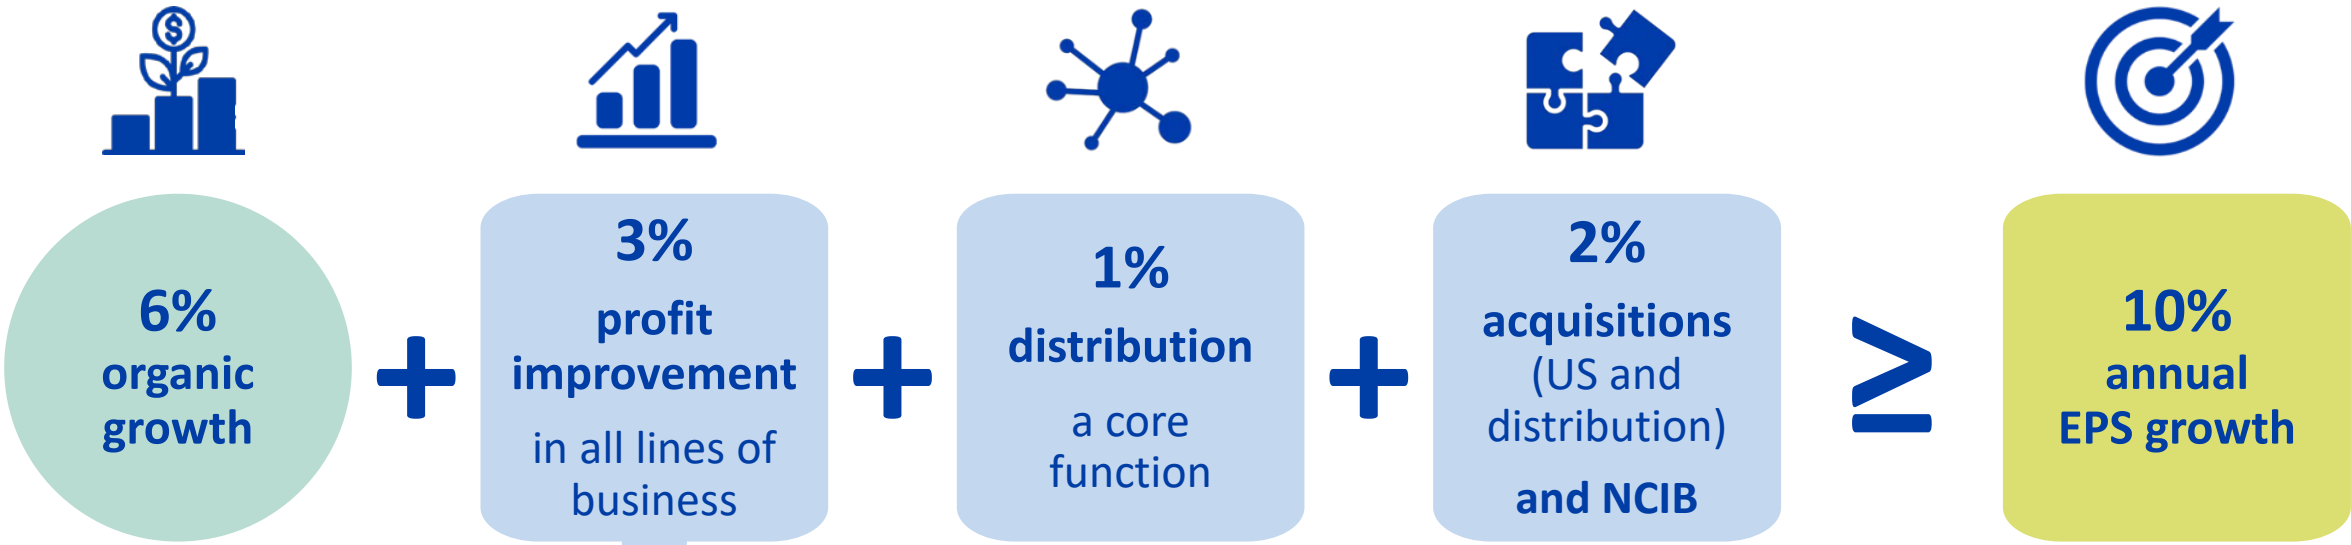 6%
organic
growth
+
3%
profit
improvement
in all lines of
business
+
1%
distribution
a core
function
+
2%
acquisitions
(US and
distribution)
and NCIB
≥
10%
annual
EPS growth